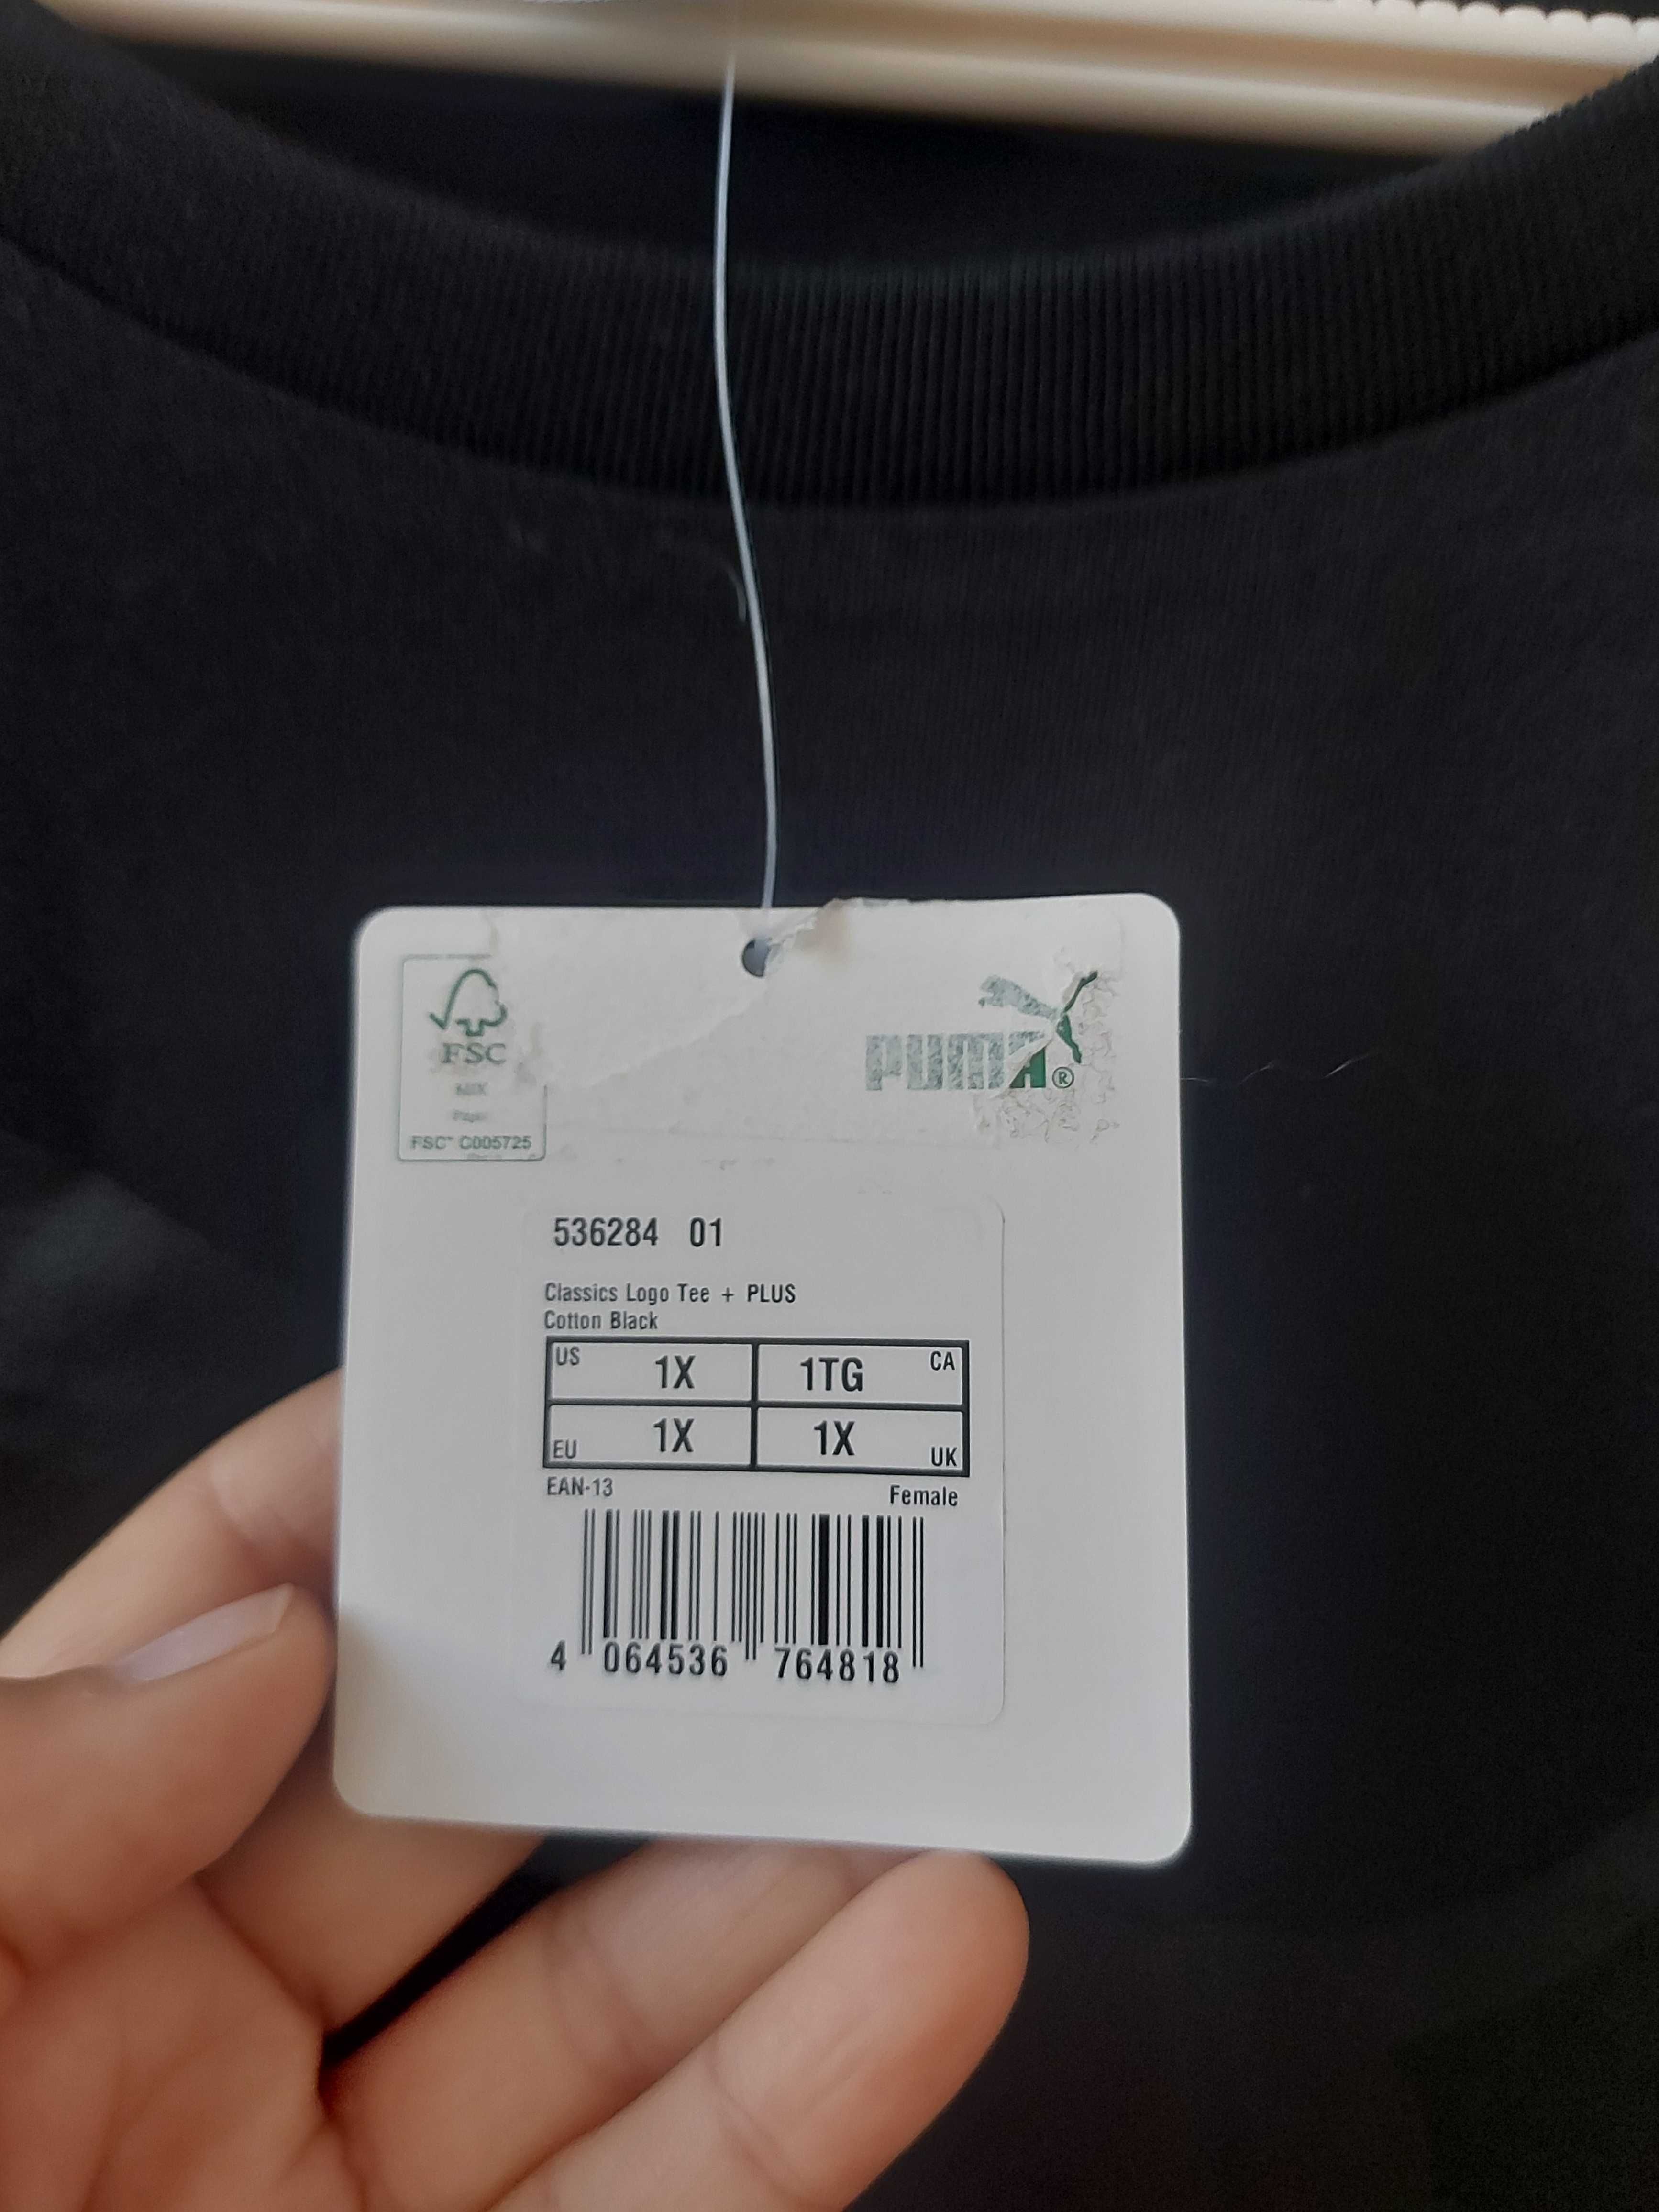 FSC
MIX
Paper
FSC™ C005725
PUMA®
536284 01
Classics Logo Tee + PLUS
Cotton Black
US 1X 1TG CA
EU 1X 1X UK
EAN-13 Female
4 064536 764818